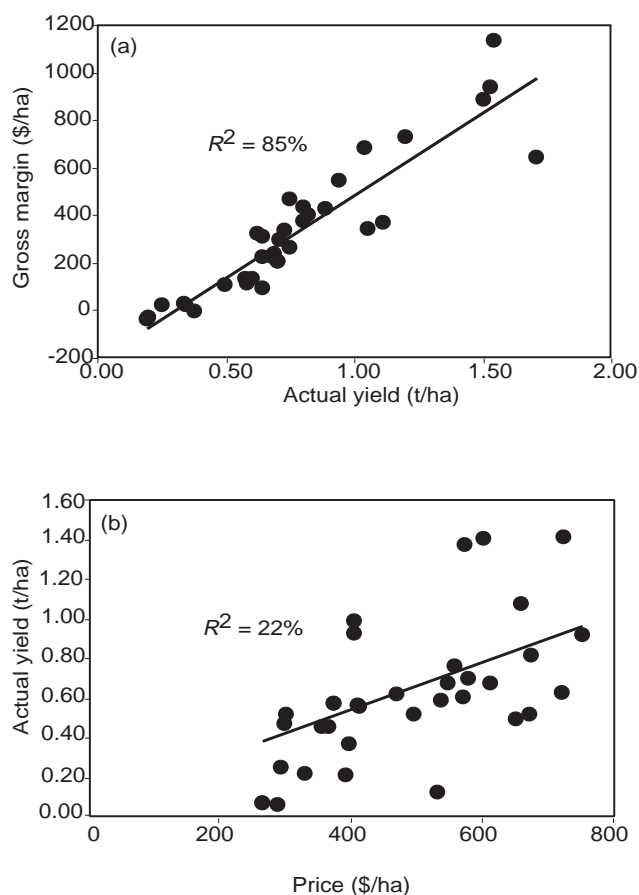 (a)
Gross margin ($/ha)
1200
1000
800
600
400
200
0
-200
R2 = 85%
0.00 0.50 1.00 1.50 2.00
Actual yield (t/ha)
(b)
Actual yield (t/ha)
1.60
1.40
1.20
1.00
0.80
0.60
0.40
0.20
0.00
R2 = 22%
0 200 400 600 800
Price ($/ha)